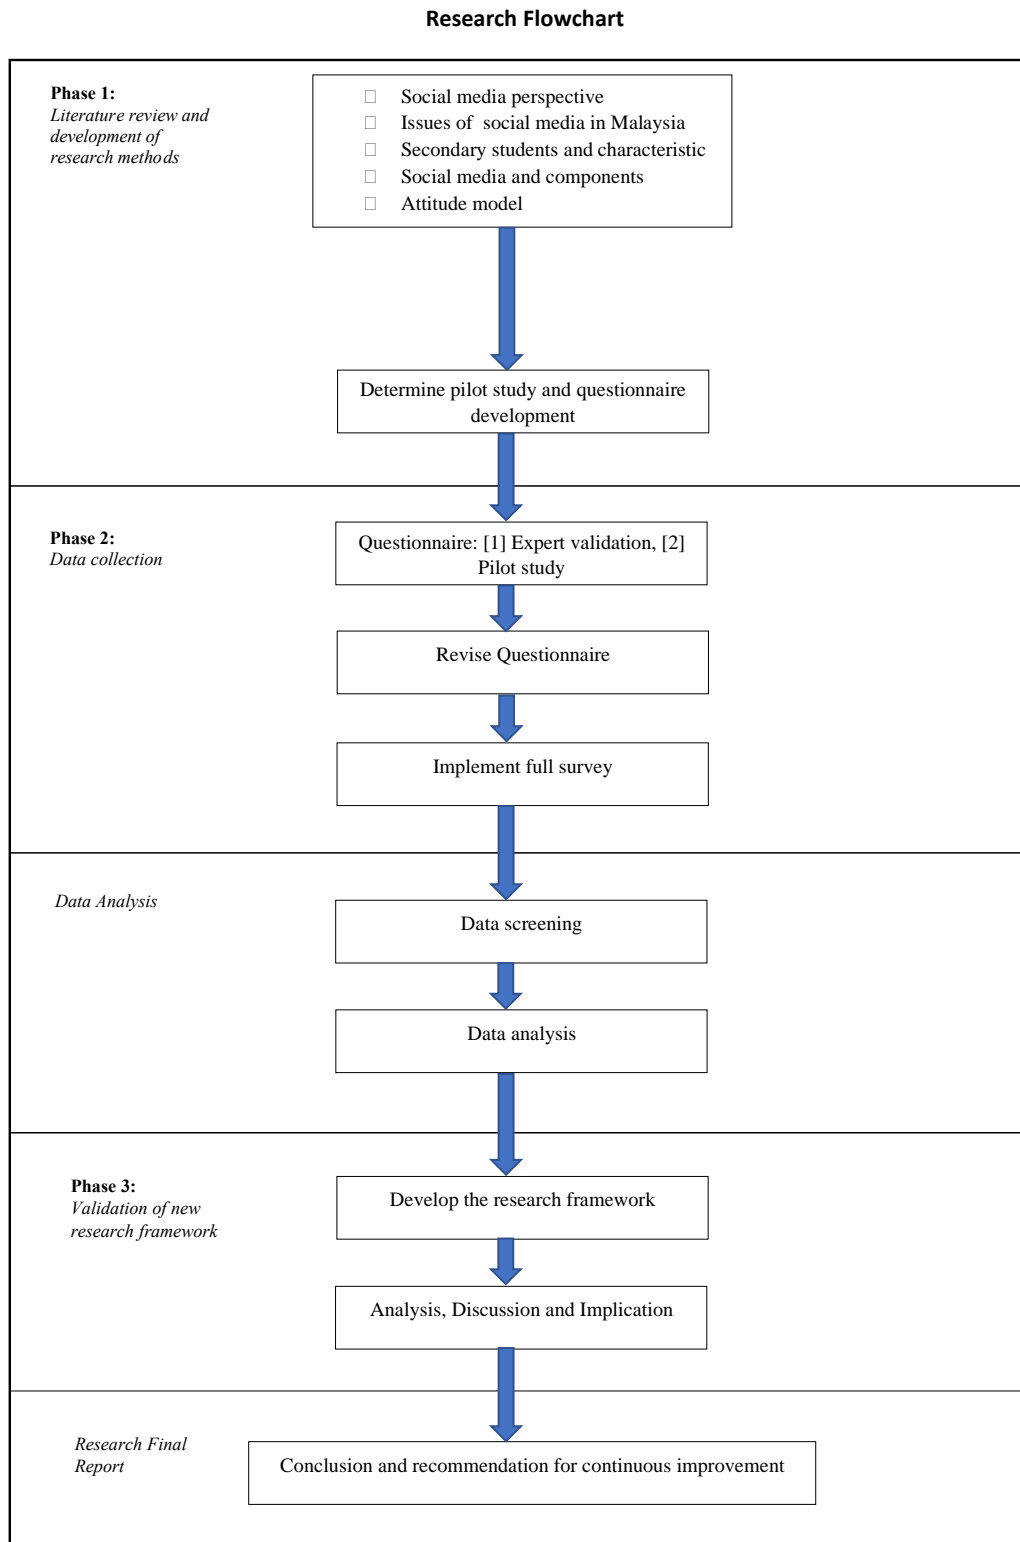 Research Flowchart
Phase 1:
Literature review and
development of
research methods
Social media perspective
Issues of social media in Malaysia
Secondary students and characteristic
Social media and components
Attitude model
Determine pilot study and questionnaire
development
Phase 2:
Data collection
Questionnaire: [1] Expert validation, [2]
Pilot study
Revise Questionnaire
Implement full survey
Data Analysis
Data screening
Data analysis
Phase 3:
Validation of new
research framework
Develop the research framework
Analysis, Discussion and Implication
Research Final
Report
Conclusion and recommendation for continuous improvement